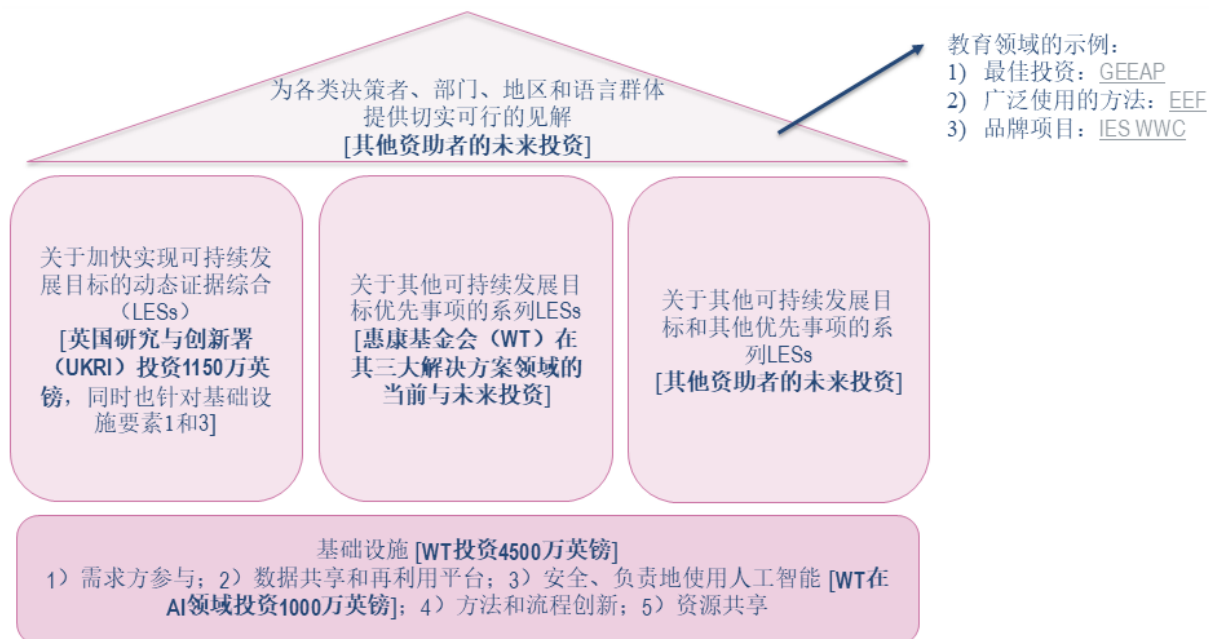 为各类决策者、部门、地区和语言群体
提供切实可行的见解
[其他资助者的未来投资]
教育领域的示例：
1) 最佳投资：GEEAP
2) 广泛使用的方法：EEF
3) 品牌项目：IES WWC
关于加快实现可持续发
展目标的动态证据综合
（LESs）
[英国研究与创新署
（UKRI）投资1150万英
镑，同时也针对基础设
施要素1和3]
关于其他可持续发展目
标优先事项的系列LESs
[惠康基金会（WT）在
其三大解决方案领域的
当前与未来投资]
关于其他可持续发展目
标和其他优先事项的系
列LESs
[其他资助者的未来投资]
基础设施 [WT投资4500万英镑]
1）需求方参与；2）数据共享和再利用平台；3）安全、负责地使用人工智能 [WT在
AI领域投资1000万英镑]；4）方法和流程创新；5）资源共享